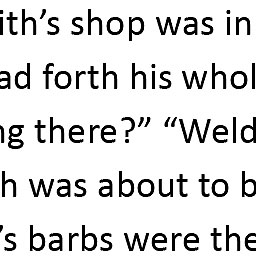 ith’s shop was in
ad forth his whol
ng there?” “Weld
h was about to b
’s barbs were the